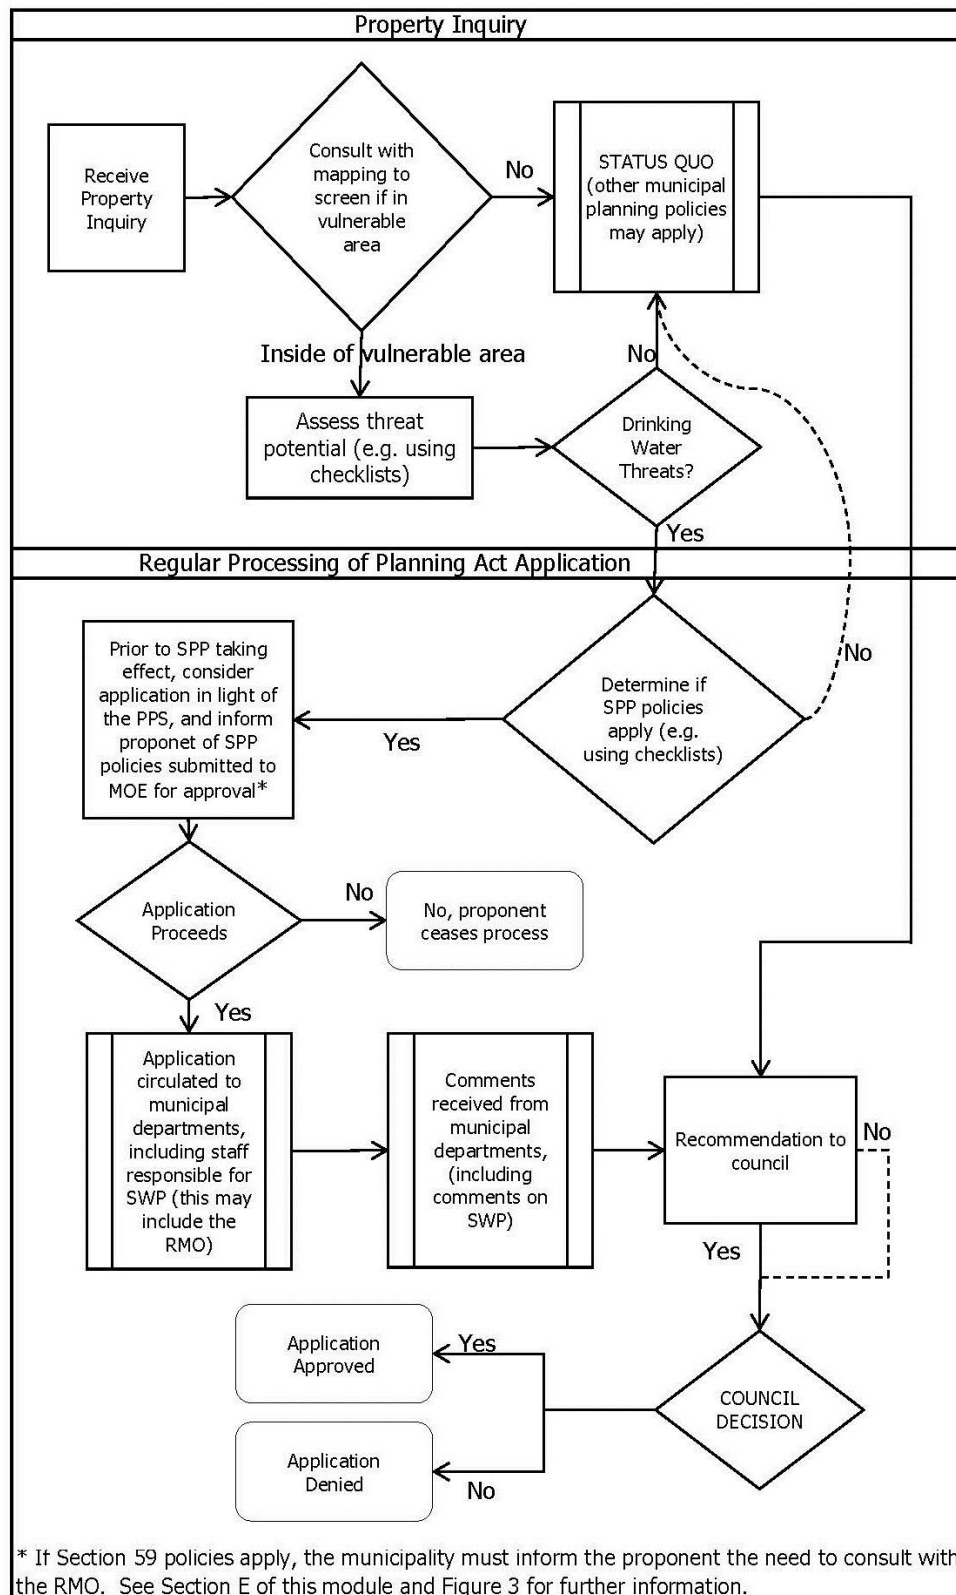 Property Inquiry
Receive
Property
Inquiry
Consult with
mapping to
screen if in
vulnerable
area
No
STATUS QUO
(other municipal
planning policies
may apply)
Inside of vulnerable area
No
Assess threat
potential (e.g. using
checklists)
Drinking
Water
Threats?
Yes
Regular Processing of Planning Act Application
Prior to SPP taking
effect, consider
application in light of
the PPS, and inform
proponet of SPP
policies submitted to
MOE for approval*
Yes
Determine if
SPP policies
apply (e.g.
using checklists)
No
Application
Proceeds
No
No, proponent
ceases process
Yes
Application
circulated to
municipal
departments,
including staff
responsible for
SWP (this may
include the
RMO)
Comments
received from
municipal
departments,
(including
comments on
SWP)
Recommendation to
council
No
Yes
Application
Approved
Yes
COUNCIL
DECISION
Application
Denied
No
* If Section 59 policies apply, the municipality must inform the proponent the need to consult with
the RMO.  See Section E of this module and Figure 3 for further information.